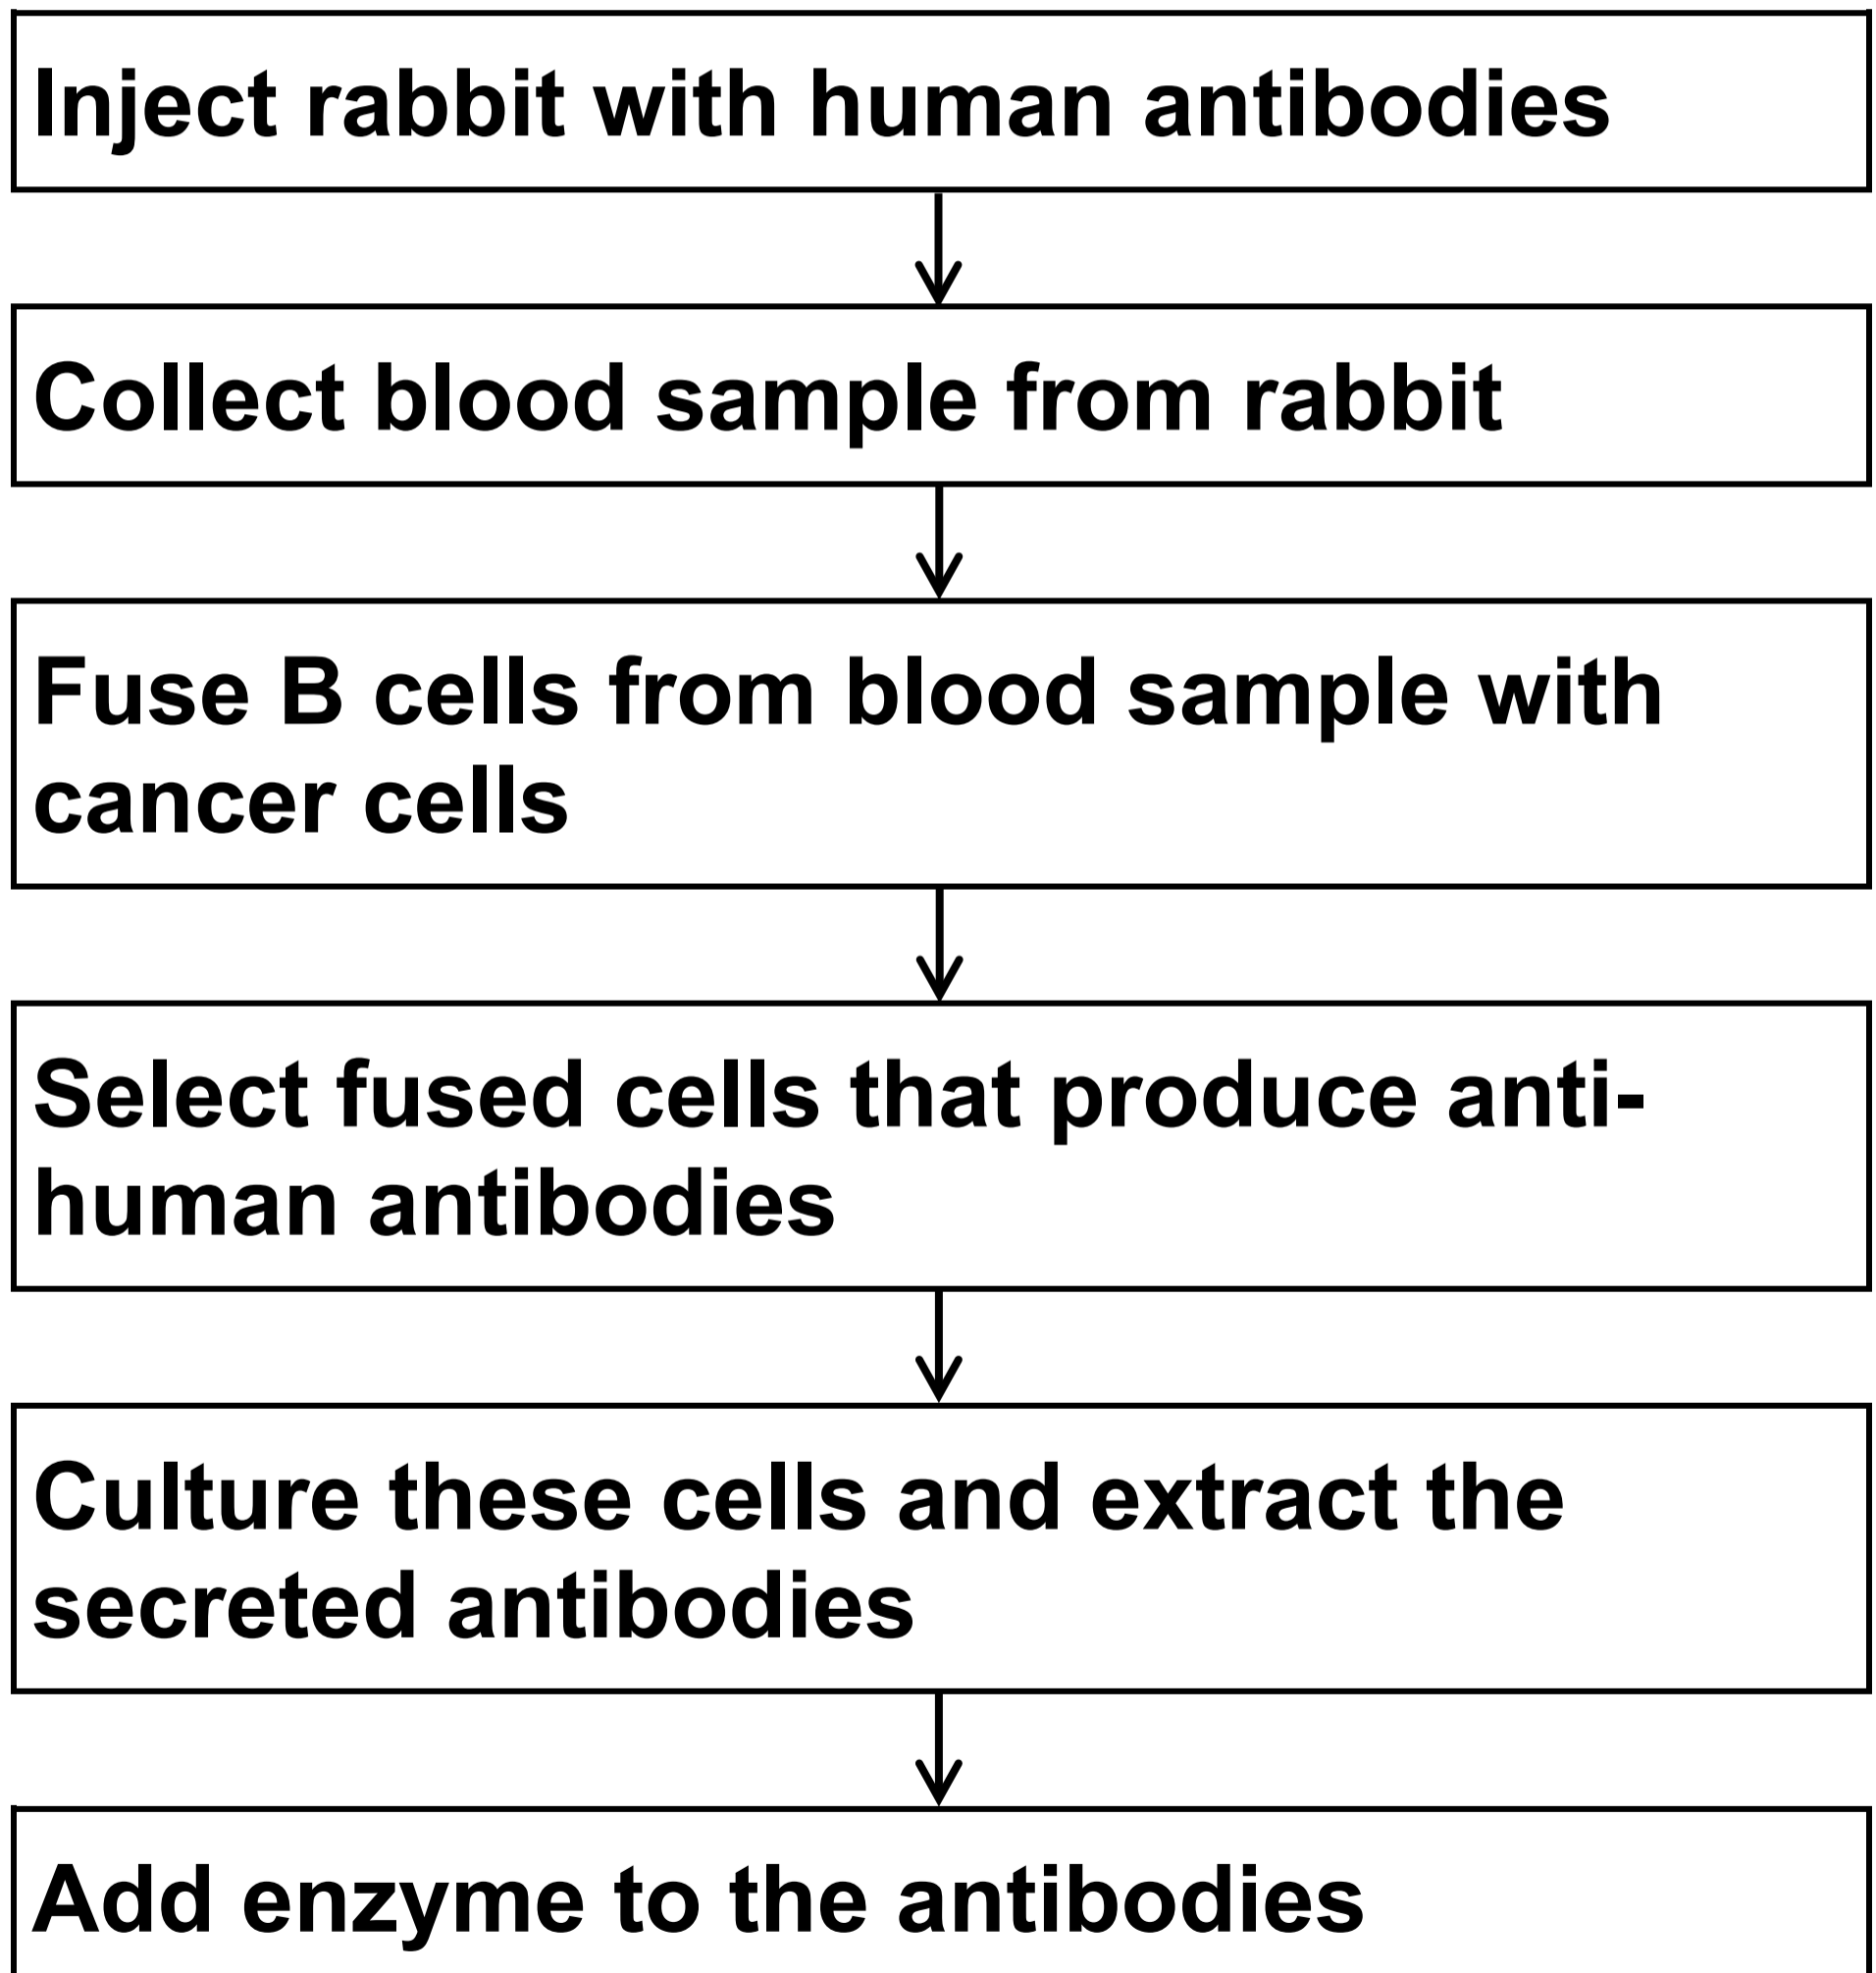 Inject rabbit with human antibodies
Collect blood sample from rabbit
Fuse B cells from blood sample with
cancer cells
Select fused cells that produce anti-
human antibodies
Culture these cells and extract the
secreted antibodies
Add enzyme to the antibodies